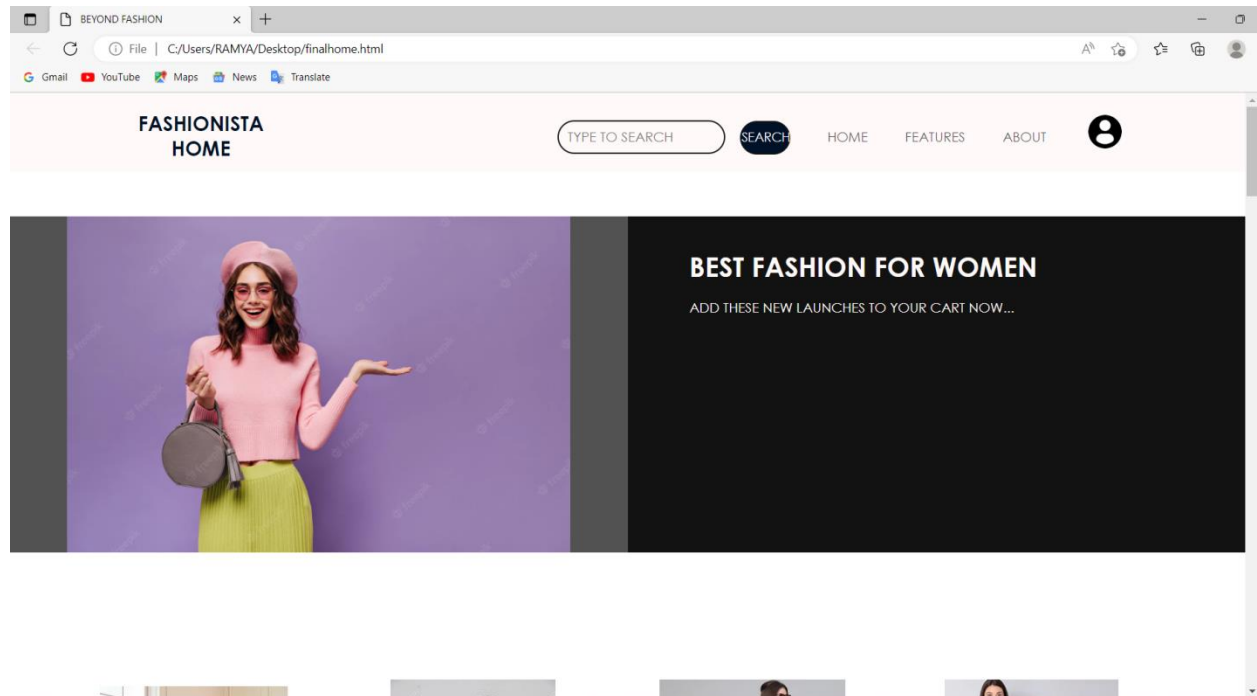 BEYOND FASHION
File | C:/Users/RAMYA/Desktop/finalhome.html
Gmail YouTube Maps News Translate
FASHIONISTA
HOME
TYPE TO SEARCH SEARCH HOME FEATURES ABOUT
BEST FASHION FOR WOMEN
ADD THESE NEW LAUNCHES TO YOUR CART NOW...